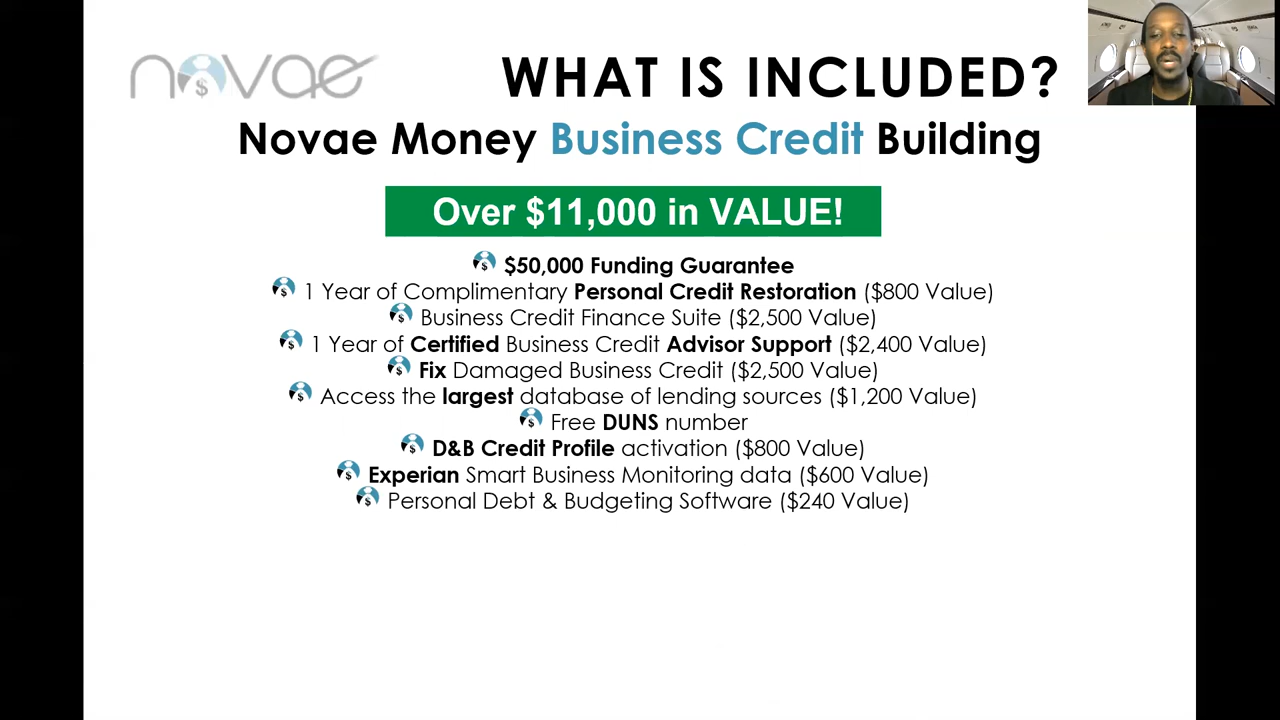 novae
WHAT IS INCLUDED?
Novae Money Business Credit Building
Over $11,000 in VALUE!
$50,000 Funding Guarantee
1 Year of Complimentary Personal Credit Restoration ($800 Value)
Business Credit Finance Suite ($2,500 Value)
1 Year of Certified Business Credit Advisor Support ($2,400 Value)
Fix Damaged Business Credit ($2,500 Value)
Access the largest database of lending sources ($1,200 Value)
Free DUNS number
D&B Credit Profile activation ($800 Value)
Experian Smart Business Monitoring data ($600 Value)
Personal Debt & Budgeting Software ($240 Value)